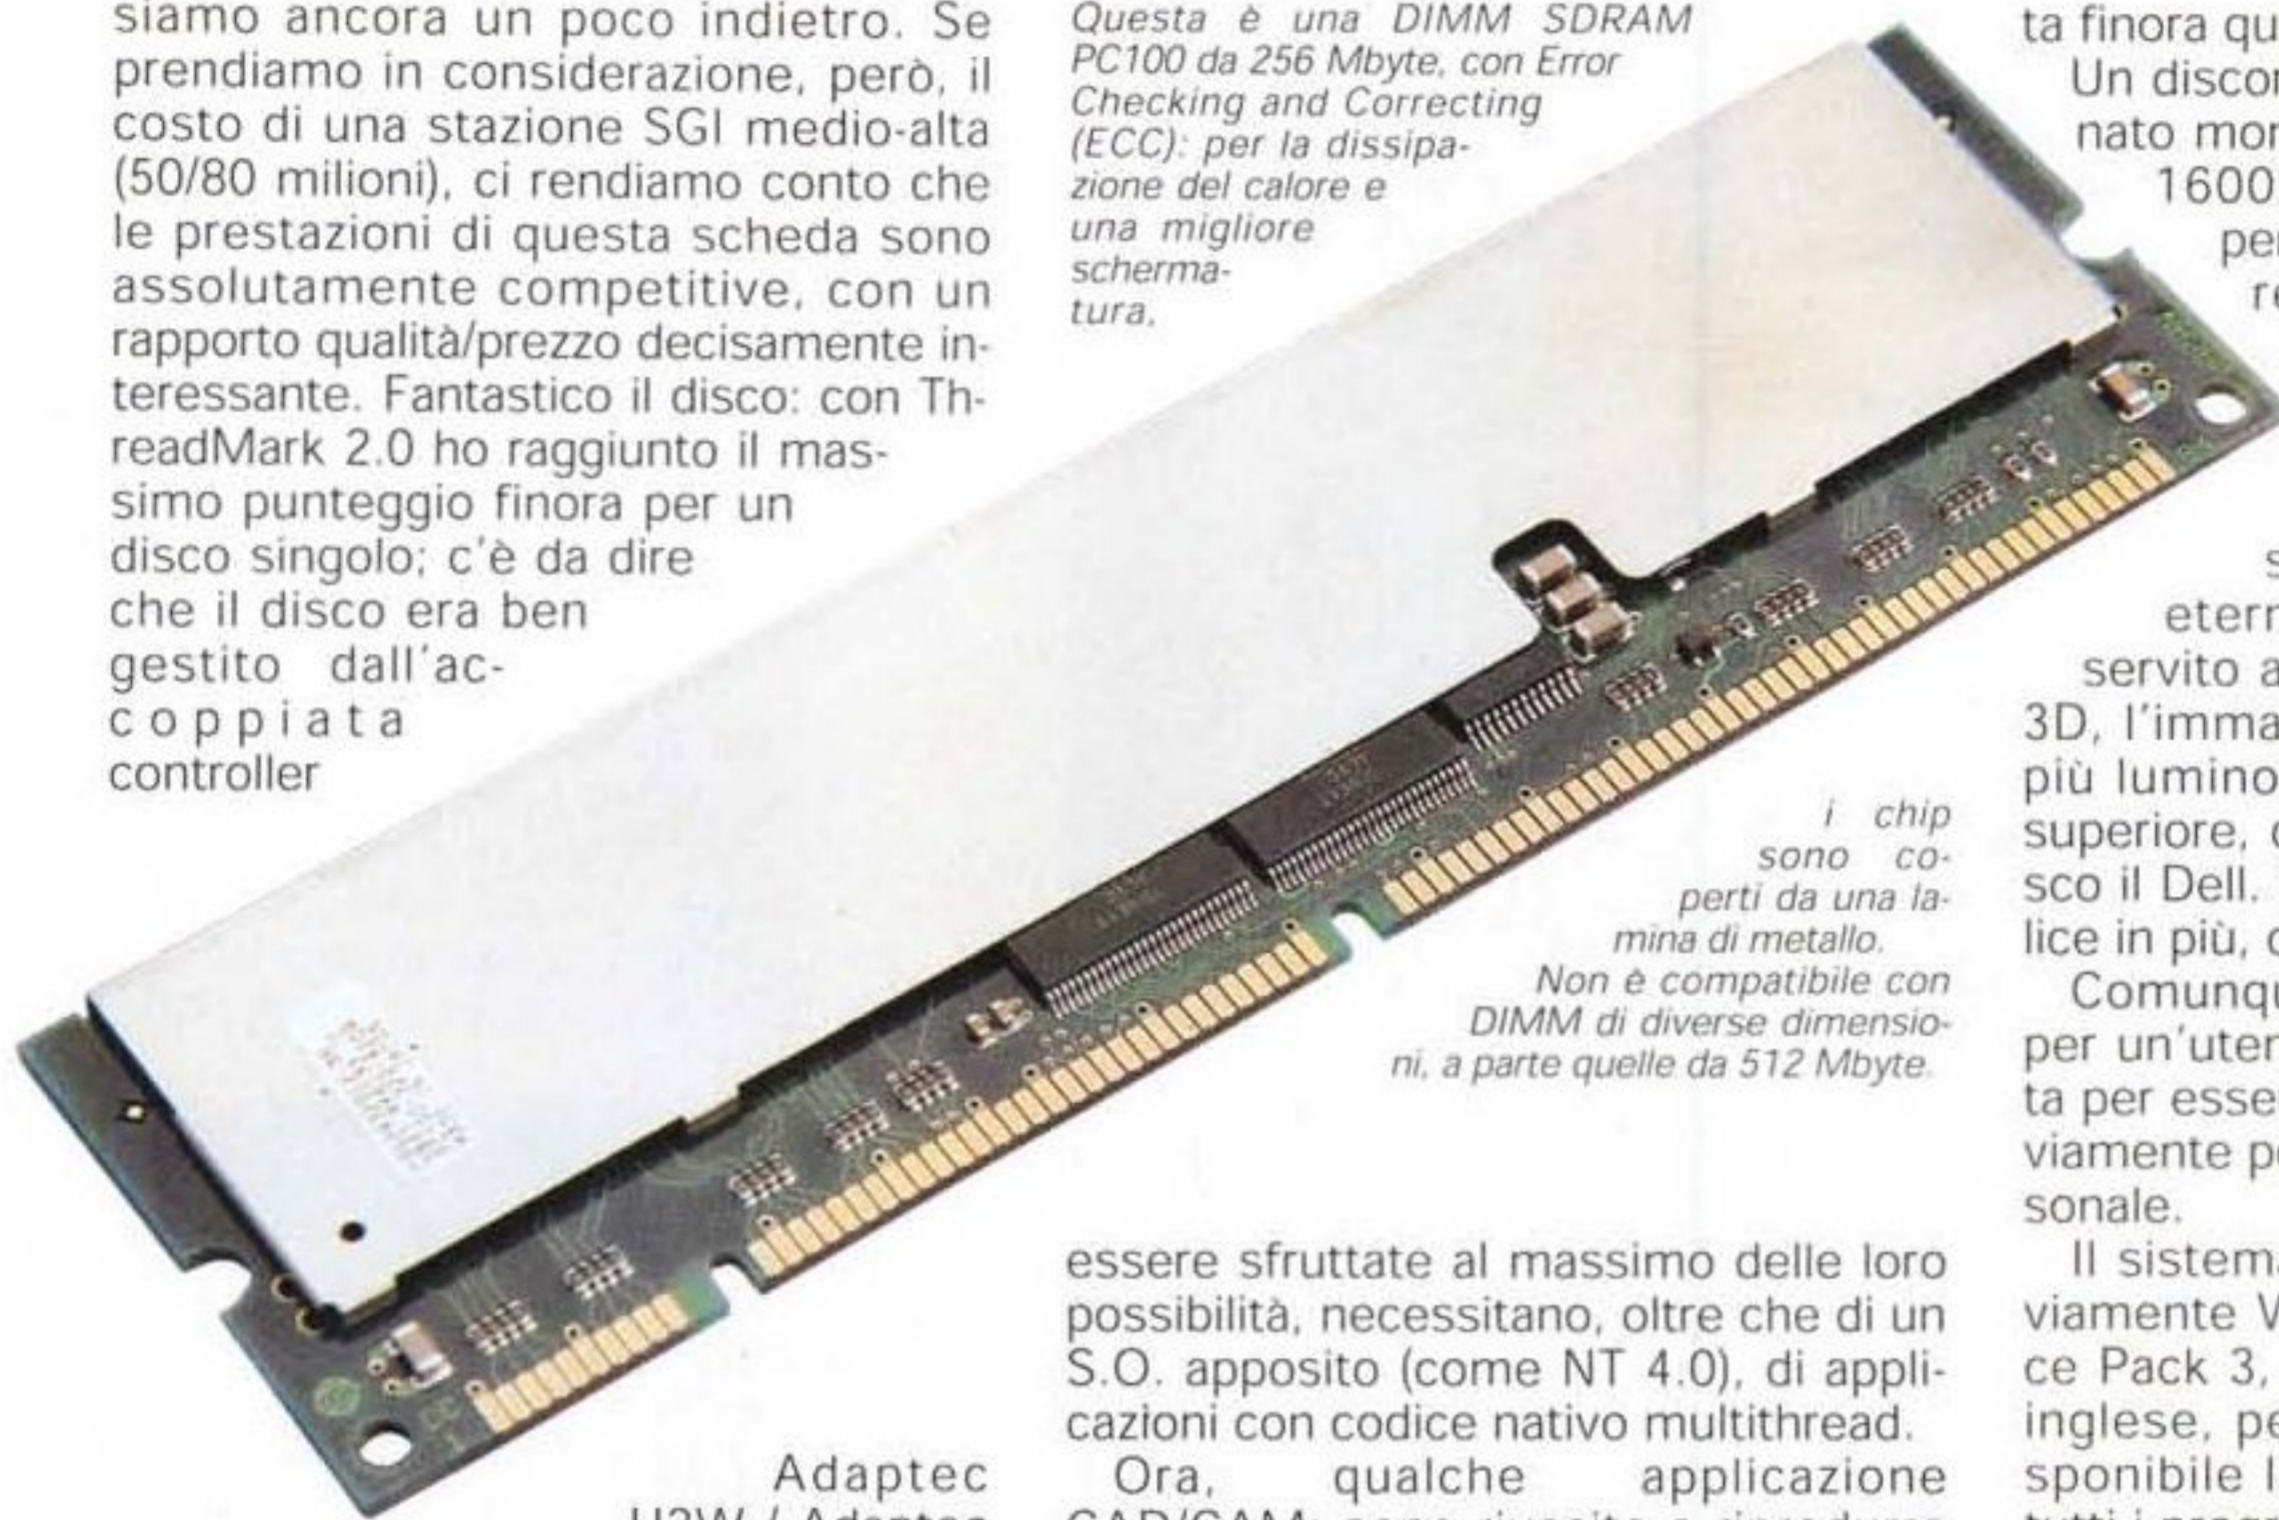 siamo ancora un poco indietro. Se
prendiamo in considerazione, però, il
costo di una stazione SGI medio-alta
(50/80 milioni), ci rendiamo conto che
le prestazioni di questa scheda sono
assolutamente competitive, con un
rapporto qualità/prezzo decisamente in-
teressante. Fantastico il disco: con Th-
readMark 2.0 ho raggiunto il mas-
simo punteggio finora per un
disco singolo; c'è da dire
che il disco era ben
gestito dall'ac-
coppiata
controller
Adaptec
Questa è una DIMM SDRAM
PC100 da 256 Mbyte, con Error
Checking and Correcting
(ECC): per la dissipa-
zione del calore e
una migliore
scherma-
tura,
i chip
sono co-
perti da una la-
mina di metallo.
Non è compatibile con
DIMM di diverse dimensio-
ni, a parte quelle da 512 Mbyte.
essere sfruttate al massimo delle loro
possibilità, necessitano, oltre che di un
S.O. apposito (come NT 4.0), di appli-
cazioni con codice nativo multithread.
Ora, qualche applicazione
ta finora qu
Un discor
nato mor
1600
per
re
s
eterr
servito a
3D, l'imma
più lumino
superiore, c
sco il Dell.
lice in più, c
Comunqu
per un'uter
ta per esse
viamente p
sonale.
Il sistema
viamente
ce Pack 3,
inglese, pe
sponibile l